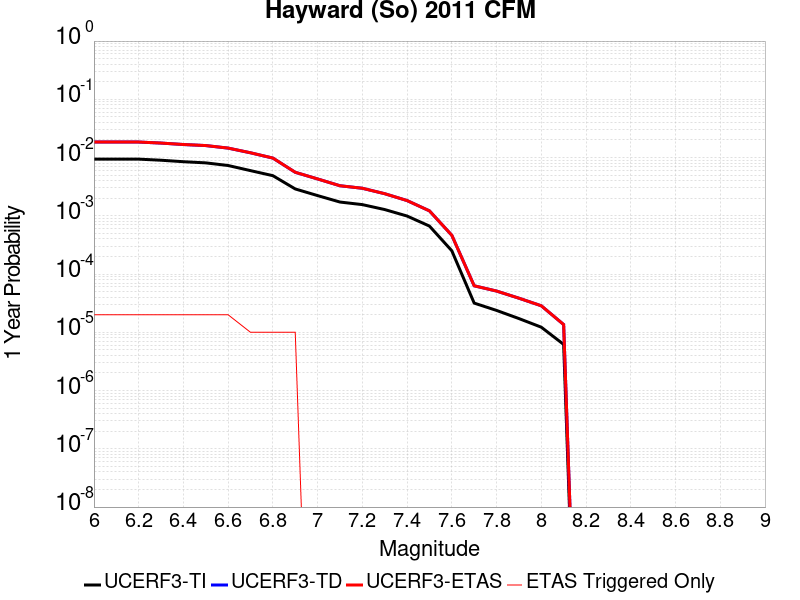 Hayward (So) 2011 CFM
10^0
10^-1
10^-2
10^-3
10^-4
10^-5
10^-6
10^-7
10^-8
1 Year Probability
6 6.2 6.4 6.6 6.8 7 7.2 7.4 7.6 7.8 8 8.2 8.4 8.6 8.8 9
Magnitude
UCERF3-TI UCERF3-TD UCERF3-ETAS ETAS Triggered Only